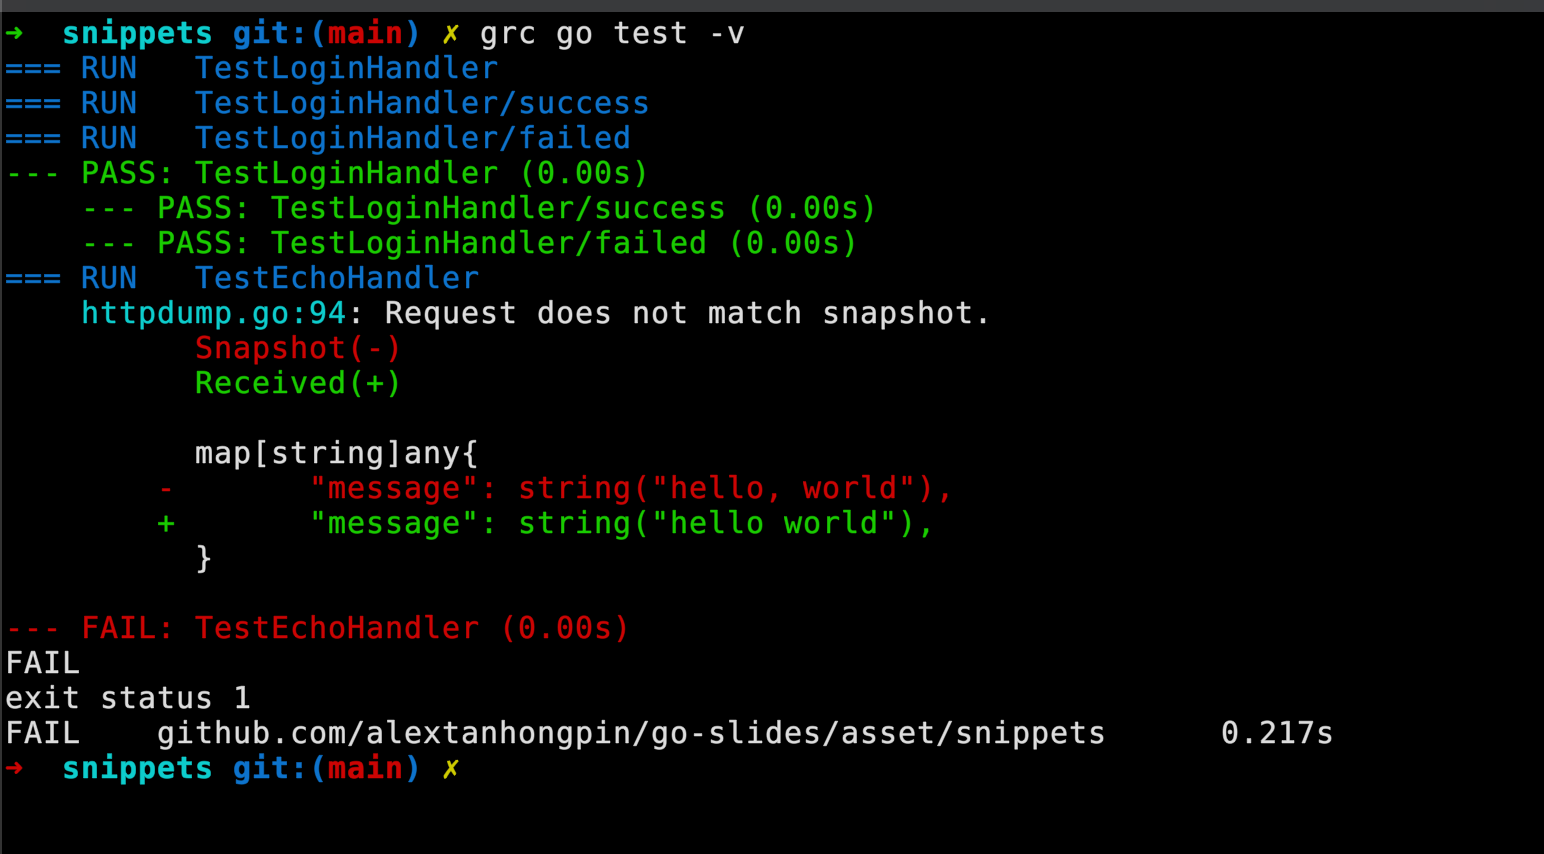 ➜  snippets git:(main) ✗ grc go test -v
=== RUN   TestLoginHandler
=== RUN   TestLoginHandler/success
=== RUN   TestLoginHandler/failed
--- PASS: TestLoginHandler (0.00s)
    --- PASS: TestLoginHandler/success (0.00s)
    --- PASS: TestLoginHandler/failed (0.00s)
=== RUN   TestEchoHandler
    httpdump.go:94: Request does not match snapshot.
          Snapshot(-)
          Received(+)

          map[string]any{
        -       "message": string("hello, world"),
        +       "message": string("hello world"),
          }

--- FAIL: TestEchoHandler (0.00s)
FAIL
exit status 1
FAIL    github.com/alextanhongpin/go-slides/asset/snippets      0.217s
➜  snippets git:(main) ✗